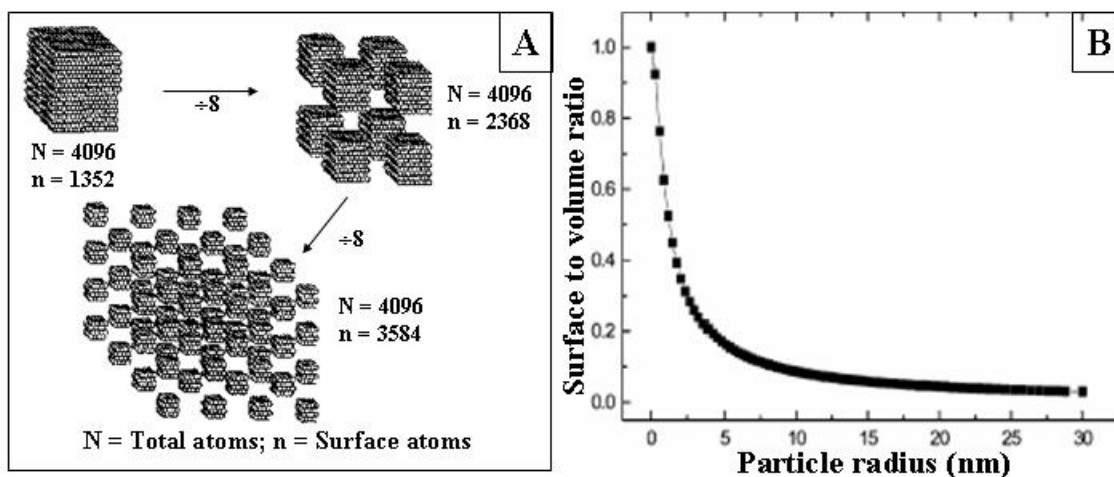 A
÷8
N = 4096
n = 1352
N = 4096
n = 2368
÷8
N = 4096
n = 3584
N = Total atoms; n = Surface atoms
B
Surface to volume ratio
1.0
0.8
0.6
0.4
0.2
0.0
0 5 10 15 20 25 30
Particle radius (nm)